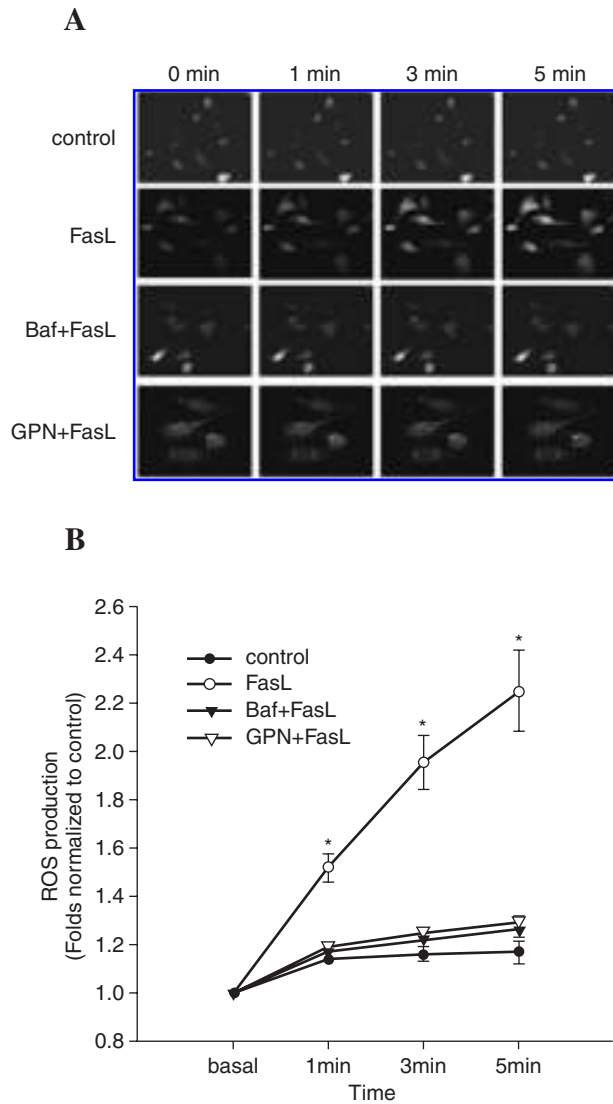 A
0 min 1 min 3 min 5 min
control
FasL
Baf+FasL
GPN+FasL
B
2.6
2.4
2.2
2.0
1.8
1.6
1.4
1.2
1.0
0.8
ROS production
(Folds normalized to control)
control
FasL
Baf+FasL
GPN+FasL
*
*
*
basal 1min 3min 5min
Time